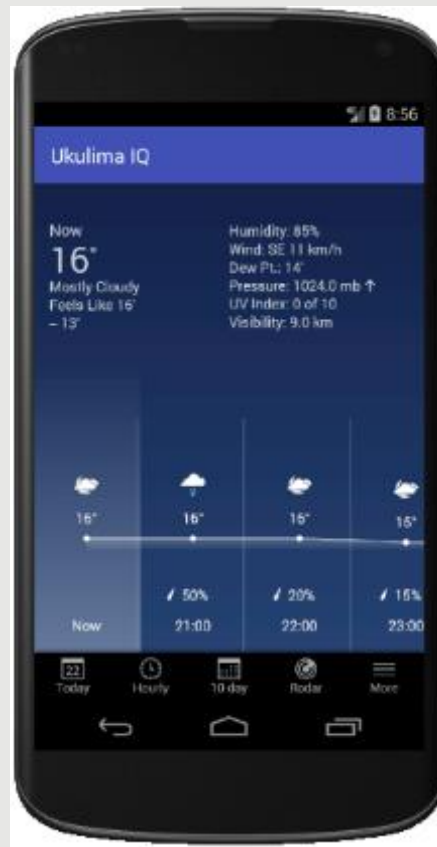 8:56
Ukulima IQ
Now
16°
Mostly Cloudy
Feels Like 16°
– 13°
Humidity: 85%
Wind: SE 11 km/h
Dew Pt.: 14°
Pressure: 1024.0 mb ↑
UV Index: 0 of 10
Visibility: 9.0 km
16° 16° 16° 16°
50% 20% 15%
Now 21:00 22:00 23:00
22
Today Hourly 10 day Radar More